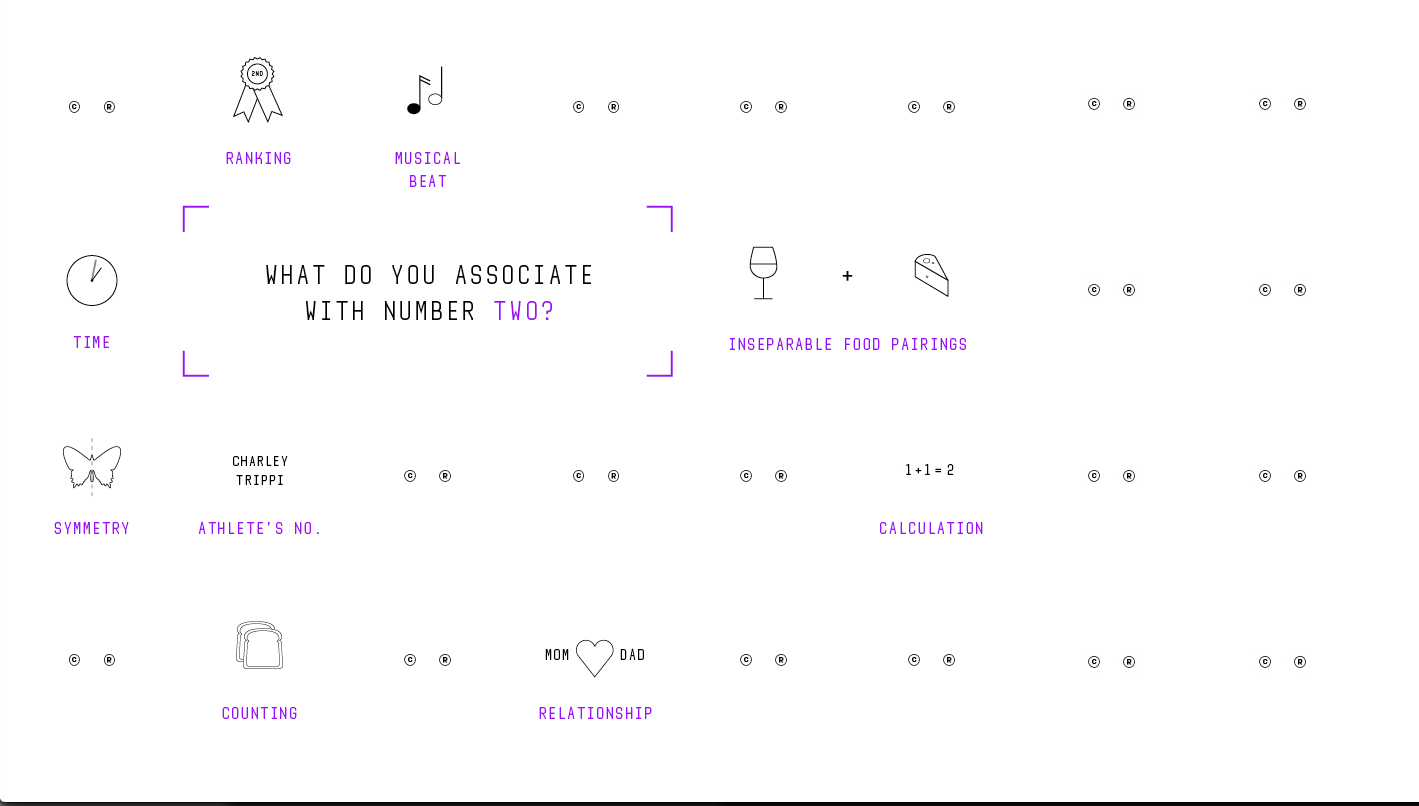 2ND
© ® © ® © ® © ® © ® © ®
RANKING
MUSICAL
BEAT
WHAT DO YOU ASSOCIATE
WITH NUMBER TWO?
+
© ® © ®
TIME
INSEPARABLE FOOD PAIRINGS
CHARLEY
TRIPPI
© ® © ® © ® 1+1=2 © ® © ®
SYMMETRY
ATHLETE'S NO.
CALCULATION
© ® © ® MOM DAD © ® © ® © ® © ®
COUNTING
RELATIONSHIP